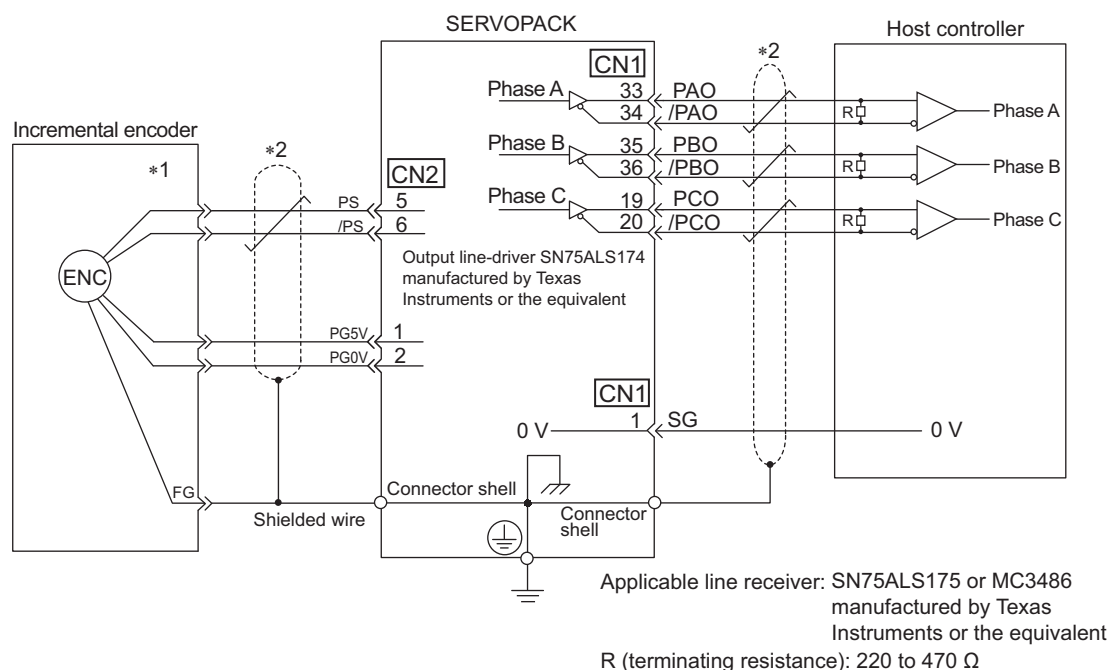 SERVOPACK
Host controller
Incremental encoder
*1
*2
ENC
PS
/PS
PG5V
PG0V
FG
CN2
5
6
1
2
Phase A
Phase B
Phase C
CN1
33
34
35
36
19
20
PAO
/PAO
PBO
/PBO
PCO
/PCO
*2
R
R
R
Phase A
Phase B
Phase C
Output line-driver SN75ALS174
manufactured by Texas
Instruments or the equivalent
CN1
0 V
1
SG
0 V
Connector shell
Connector
shell
Shielded wire
Applicable line receiver: SN75ALS175 or MC3486
manufactured by Texas
Instruments or the equivalent
R (terminating resistance): 220 to 470 Ω